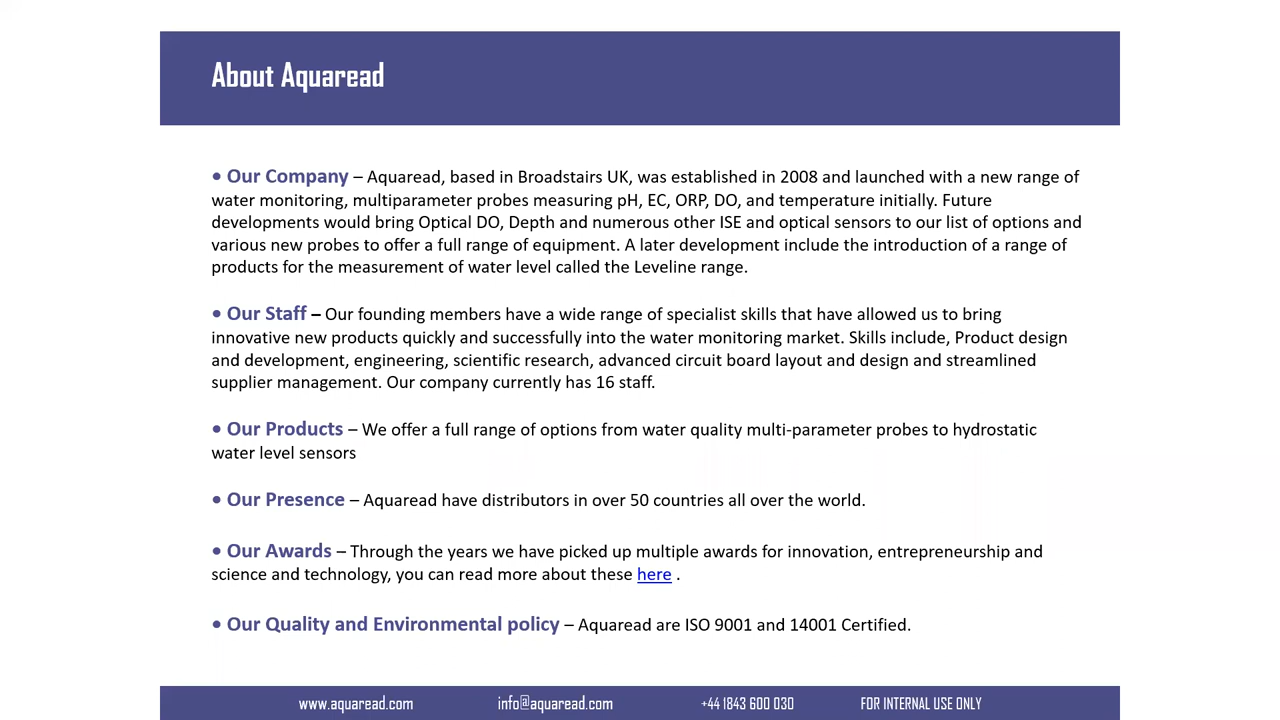 About Aquaread
• Our Company – Aquaread, based in Broadstairs UK, was established in 2008 and launched with a new range of
water monitoring, multiparameter probes measuring pH, EC, ORP, DO, and temperature initially. Future
developments would bring Optical DO, Depth and numerous other ISE and optical sensors to our list of options and
various new probes to offer a full range of equipment. A later development include the introduction of a range of
products for the measurement of water level called the Leveline range.
• Our Staff – Our founding members have a wide range of specialist skills that have allowed us to bring
innovative new products quickly and successfully into the water monitoring market. Skills include, Product design
and development, engineering, scientific research, advanced circuit board layout and design and streamlined
supplier management. Our company currently has 16 staff.
• Our Products – We offer a full range of options from water quality multi-parameter probes to hydrostatic
water level sensors
• Our Presence – Aquaread have distributors in over 50 countries all over the world.
• Our Awards – Through the years we have picked up multiple awards for innovation, entrepreneurship and
science and technology, you can read more about these here .
• Our Quality and Environmental policy – Aquaread are ISO 9001 and 14001 Certified.
www.aquaread.com info@aquaread.com +44 1843 600 030 FOR INTERNAL USE ONLY